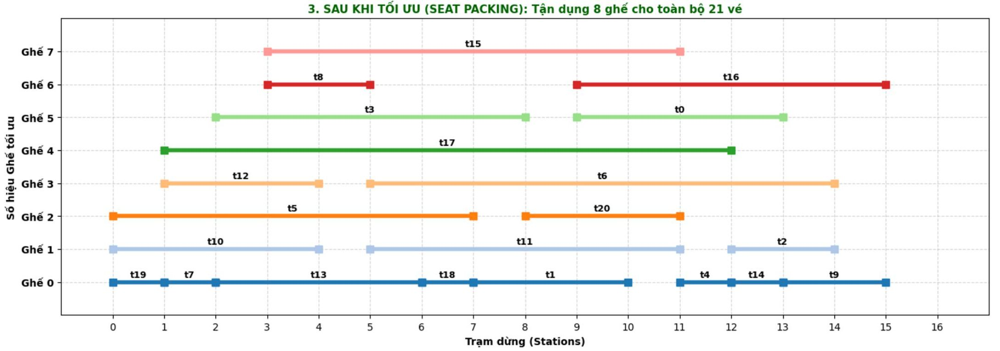 3. SAU KHI TỐI ƯU (SEAT PACKING): Tận dụng 8 ghế cho toàn bộ 21 vé
Số hiệu Ghế tối ưu
Ghế 7
t15
Ghế 6
t8 t16
Ghế 5
t3 t0
Ghế 4
t17
Ghế 3
t12 t6
Ghế 2
t5 t20
Ghế 1
t10 t11 t2
Ghế 0
t19 t7 t13 t18 t1 t4 t14 t9
0 1 2 3 4 5 6 7 8 9 10 11 12 13 14 15 16
Trạm dừng (Stations)